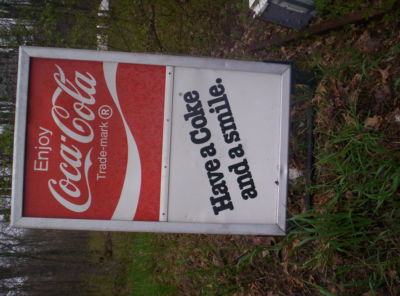 Enjoy
Coca-Cola
Trade-mark ®
Have a Coke
and a smile.